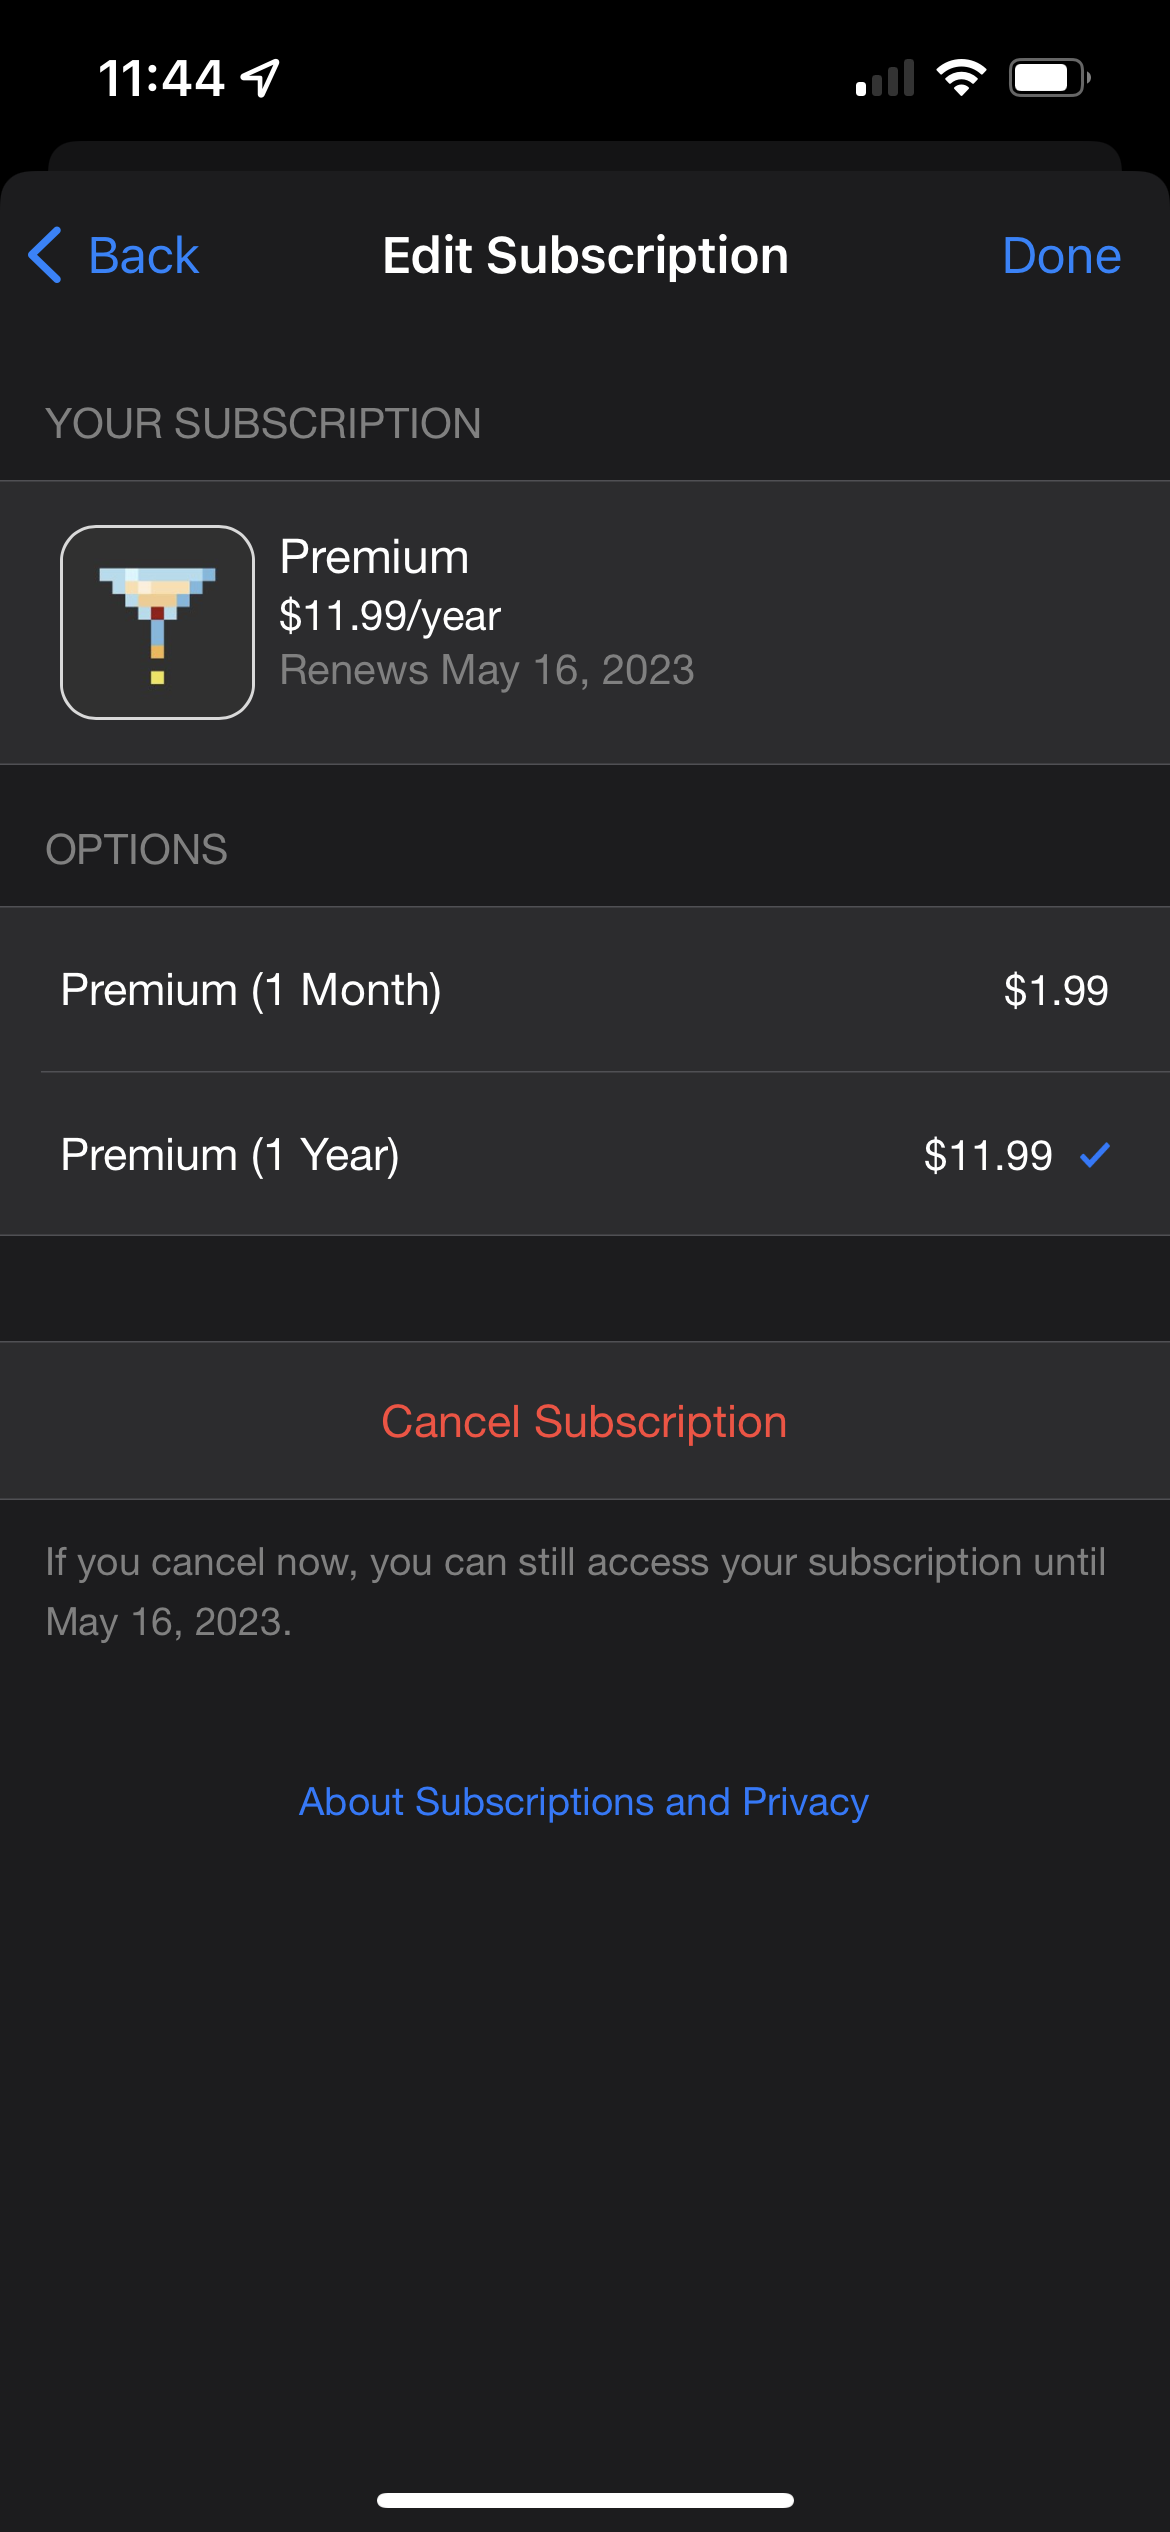 11:44
Back
Edit Subscription
Done
YOUR SUBSCRIPTION
Premium
$11.99/year
Renews May 16, 2023
OPTIONS
Premium (1 Month)
$1.99
Premium (1 Year)
$11.99
Cancel Subscription
If you cancel now, you can still access your subscription until
May 16, 2023.
About Subscriptions and Privacy